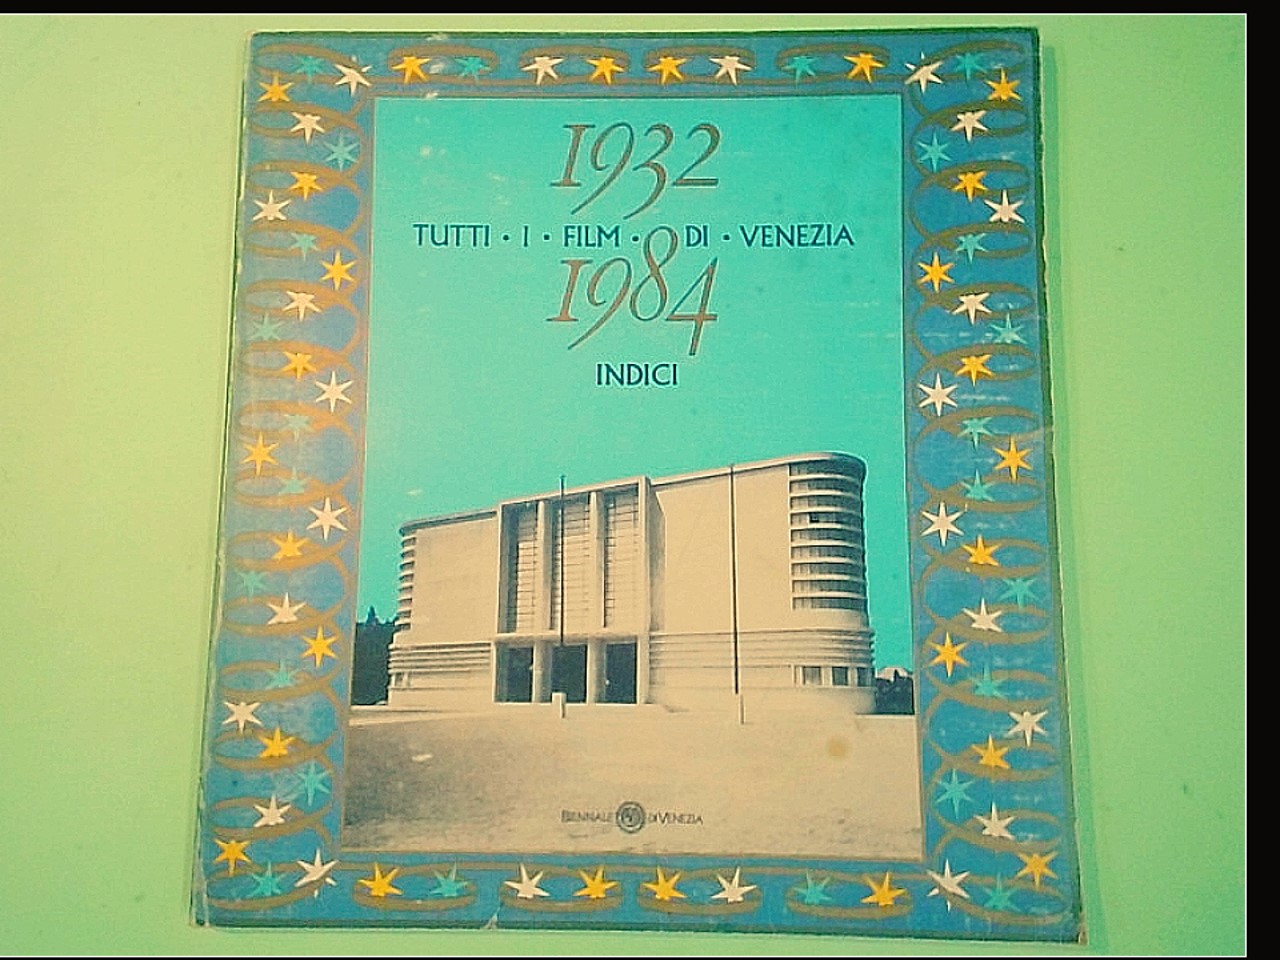 1932
TUTTI · I · FILM · DI · VENEZIA
1984
INDICI
BIENNALE DI VENEZIA